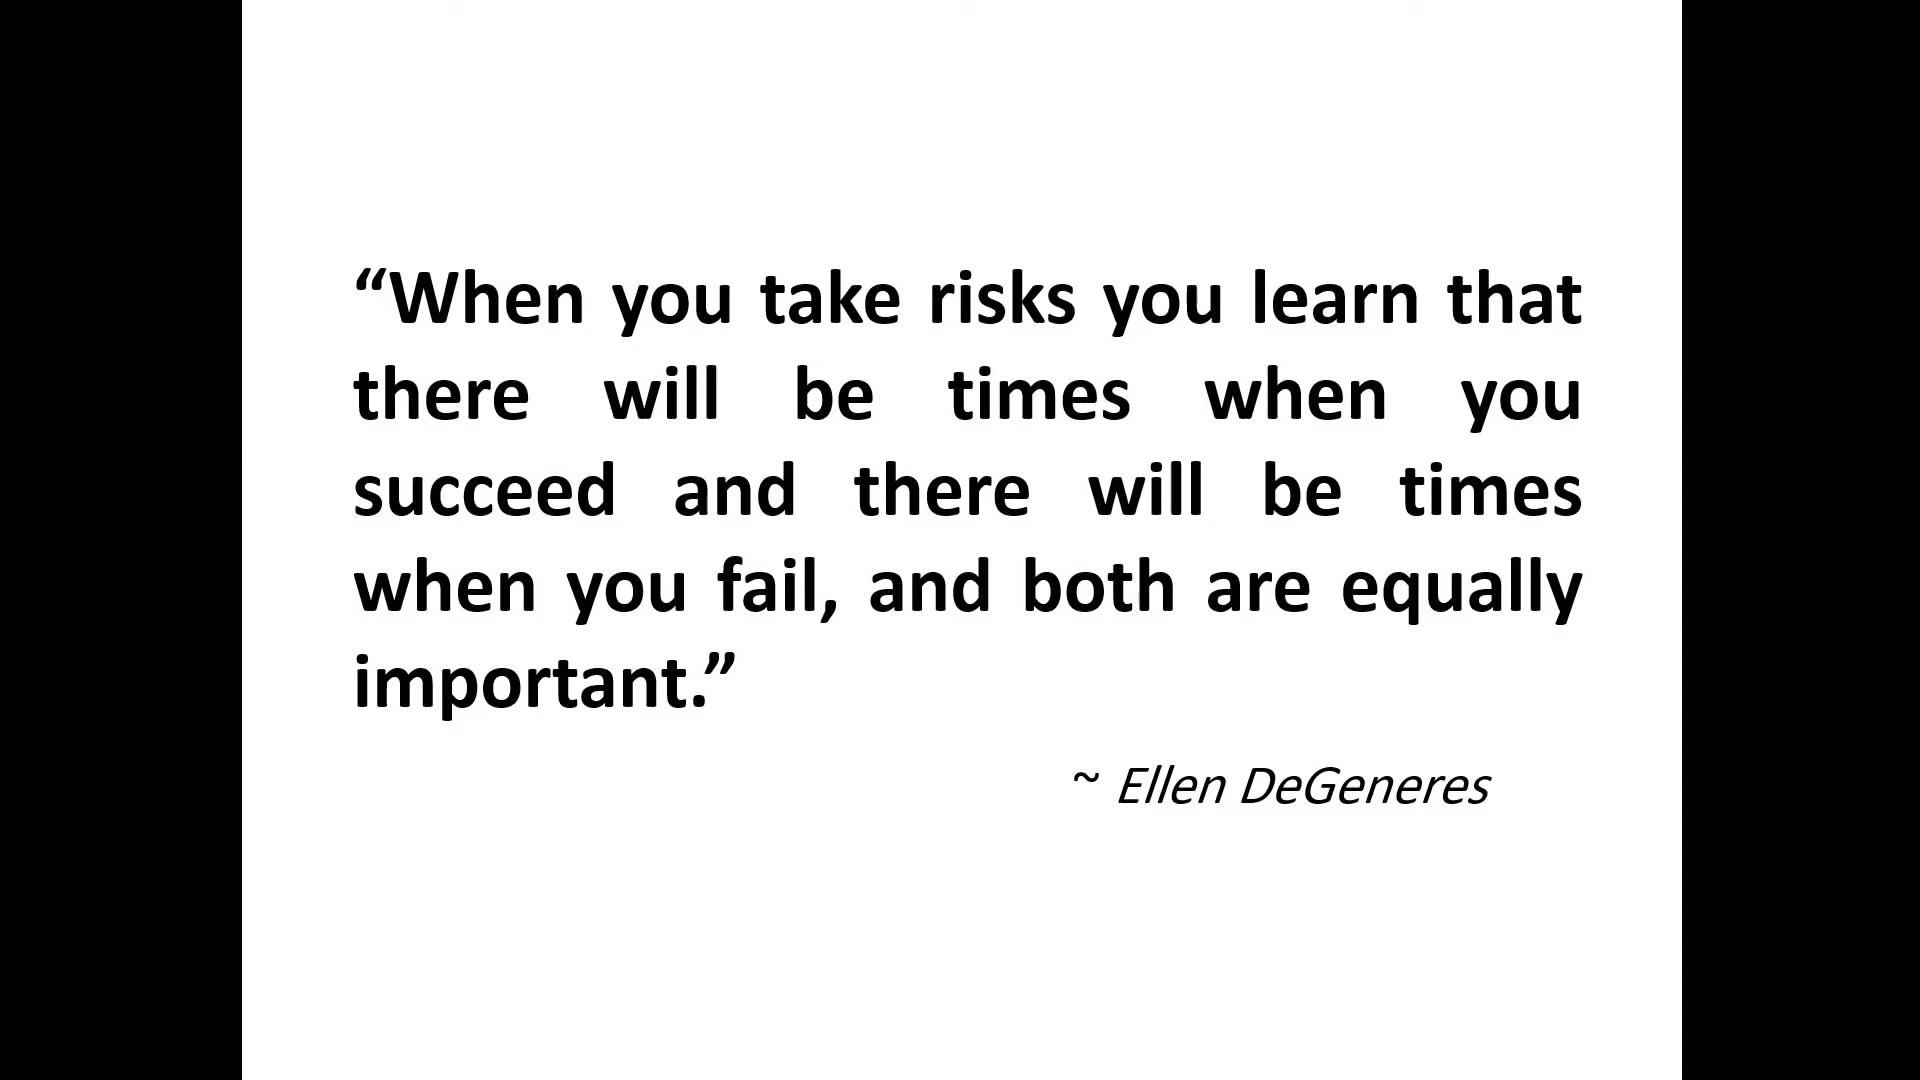 “When you take risks you learn that
there will be times when you
succeed and there will be times
when you fail, and both are equally
important.”
~ Ellen DeGeneres